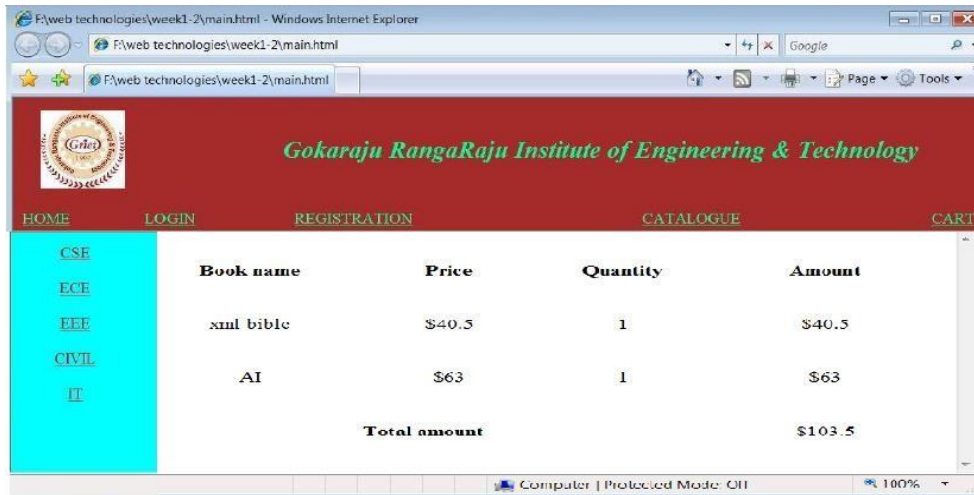 F:\web technologies\week1-2\main.html - Windows Internet Explorer
F:\web technologies\week1-2\main.html
Google
F:\web technologies\week1-2\main.html
Page
Tools
Griet
Gokaraju RangaRaju Institute of Engineering & Technology
HOME LOGIN REGISTRATION CATALOGUE CART
CSE
ECE
EEE
CIVIL
IT
Book name Price Quantity Amount
xml bible $40.5 1 $40.5
AI $63 1 $63
Total amount $103.5
Computer | Protected Mode: Off 100%